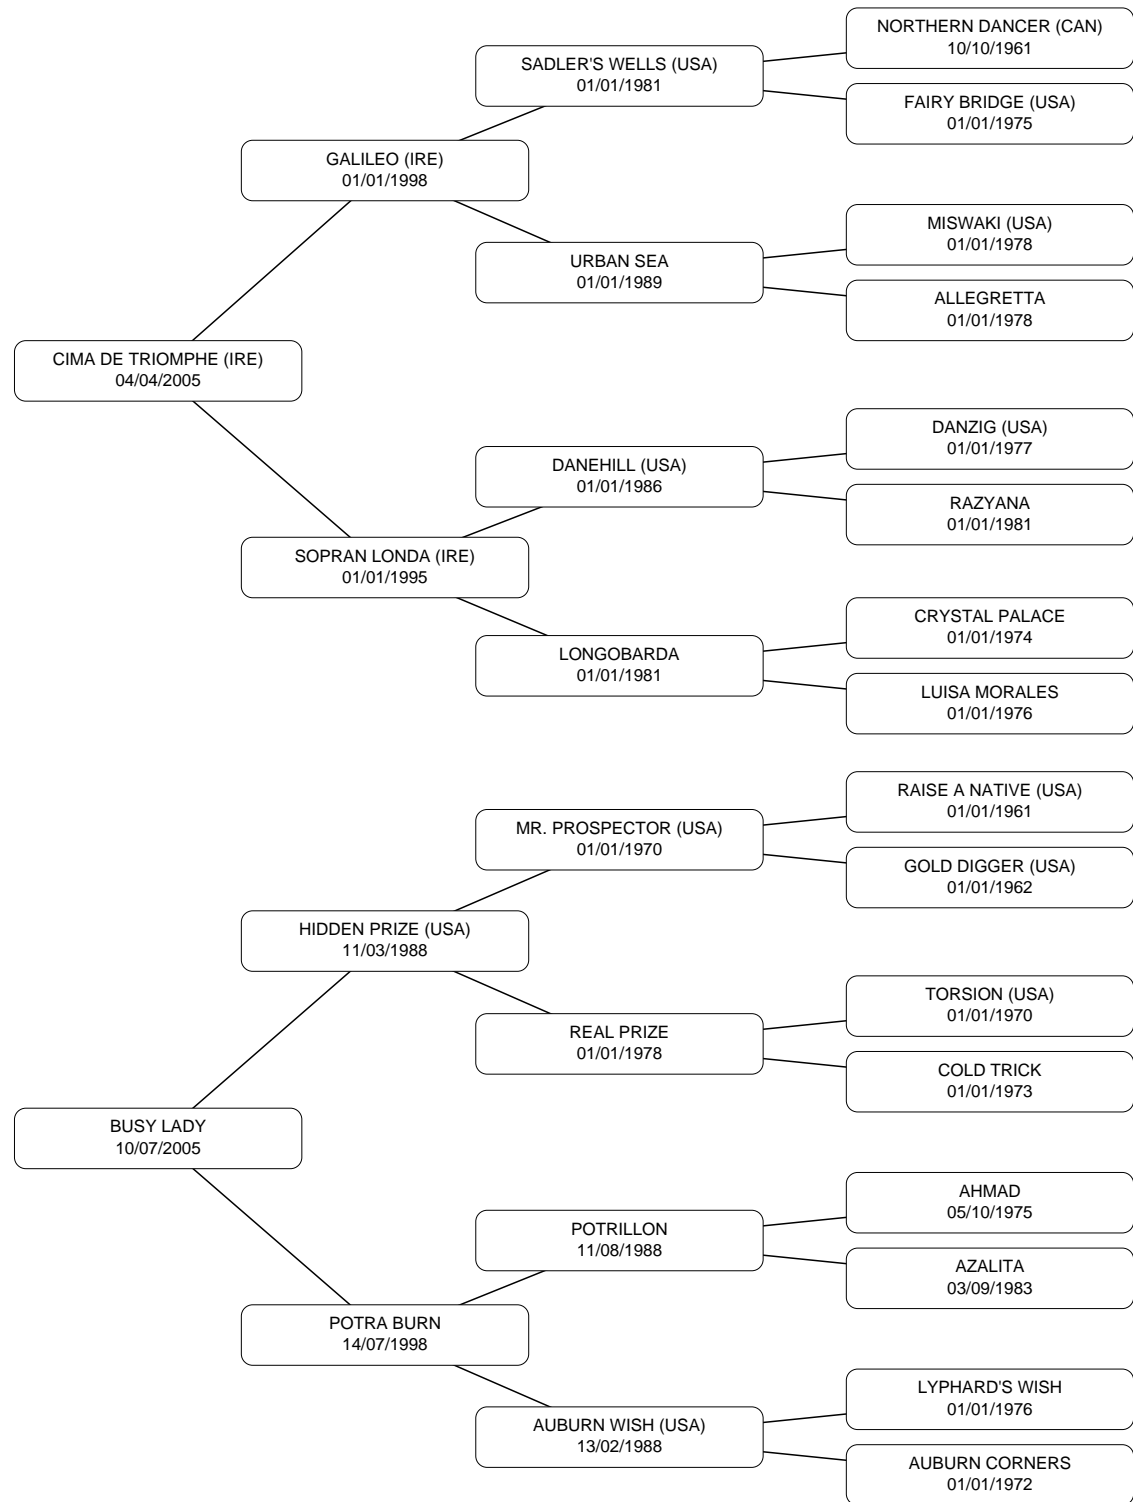 NORTHERN DANCER (CAN)
10/10/1961
SADLER'S WELLS (USA)
01/01/1981
FAIRY BRIDGE (USA)
01/01/1975
GALILEO (IRE)
01/01/1998
MISWAKI (USA)
01/01/1978
URBAN SEA
01/01/1989
ALLEGRETTA
01/01/1978
CIMA DE TRIOMPHE (IRE)
04/04/2005
DANZIG (USA)
01/01/1977
DANEHILL (USA)
01/01/1986
RAZYANA
01/01/1981
SOPRAN LONDA (IRE)
01/01/1995
CRYSTAL PALACE
01/01/1974
LONGOBARDA
01/01/1981
LUISA MORALES
01/01/1976
RAISE A NATIVE (USA)
01/01/1961
MR. PROSPECTOR (USA)
01/01/1970
GOLD DIGGER (USA)
01/01/1962
HIDDEN PRIZE (USA)
11/03/1988
TORSION (USA)
01/01/1970
REAL PRIZE
01/01/1978
COLD TRICK
01/01/1973
BUSY LADY
10/07/2005
AHMAD
05/10/1975
POTRILLON
11/08/1988
AZALITA
03/09/1983
POTRA BURN
14/07/1998
LYPHARD'S WISH
01/01/1976
AUBURN WISH (USA)
13/02/1988
AUBURN CORNERS
01/01/1972